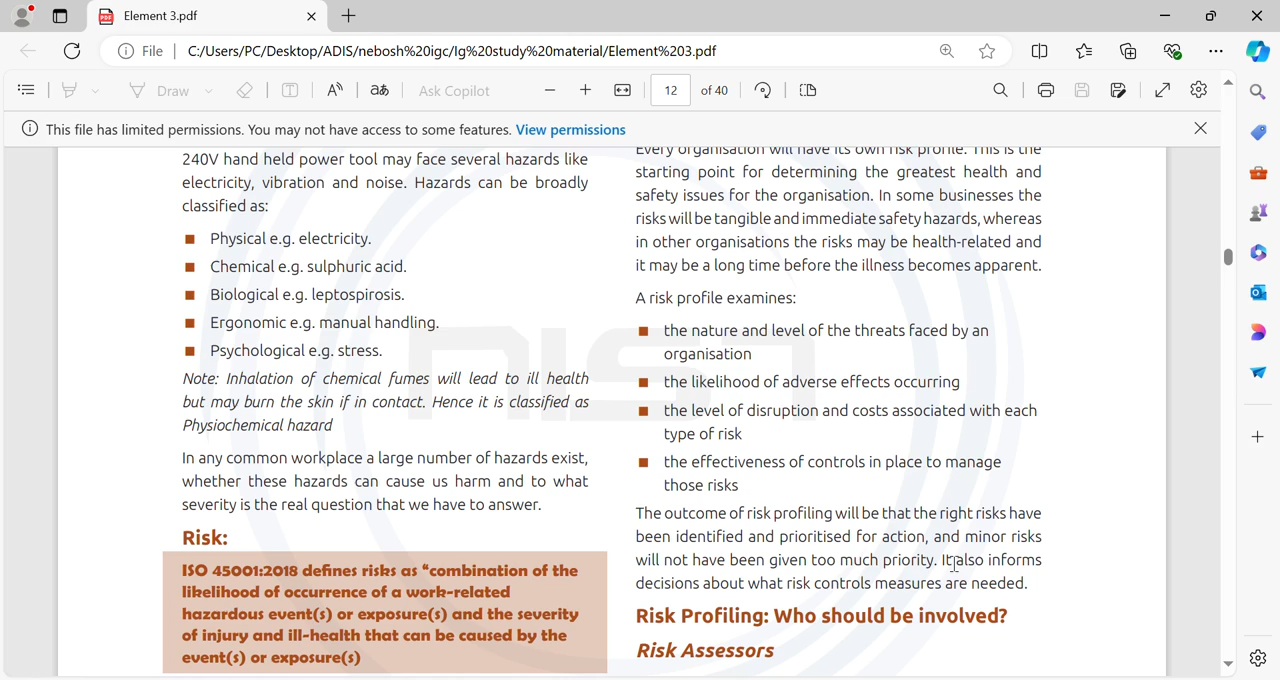 Element 3.pdf
File
C:/Users/PC/Desktop/ADIS/nebosh%20igc/Ig%20study%20material/Element%203.pdf
Draw
Ask Copilot
12 of 40
This file has limited permissions. You may not have access to some features. View permissions
240V hand held power tool may face several hazards like
electricity, vibration and noise. Hazards can be broadly
classified as:
Physical e.g. electricity.
Chemical e.g. sulphuric acid.
Biological e.g. leptospirosis.
Ergonomic e.g. manual handling.
Psychological e.g. stress.
Note: Inhalation of chemical fumes will lead to ill health
but may burn the skin if in contact. Hence it is classified as
Physiochemical hazard
In any common workplace a large number of hazards exist,
whether these hazards can cause us harm and to what
severity is the real question that we have to answer.
Risk:
ISO 45001:2018 defines risks as “combination of the
likelihood of occurrence of a work-related
hazardous event(s) or exposure(s) and the severity
of injury and ill-health that can be caused by the
event(s) or exposure(s)
Every organisation will have its own risk profile. This is the
starting point for determining the greatest health and
safety issues for the organisation. In some businesses the
risks will be tangible and immediate safety hazards, whereas
in other organisations the risks may be health-related and
it may be a long time before the illness becomes apparent.
A risk profile examines:
the nature and level of the threats faced by an
organisation
the likelihood of adverse effects occurring
the level of disruption and costs associated with each
type of risk
the effectiveness of controls in place to manage
those risks
The outcome of risk profiling will be that the right risks have
been identified and prioritised for action, and minor risks
will not have been given too much priority. It also informs
decisions about what risk controls measures are needed.
Risk Profiling: Who should be involved?
Risk Assessors
NIST